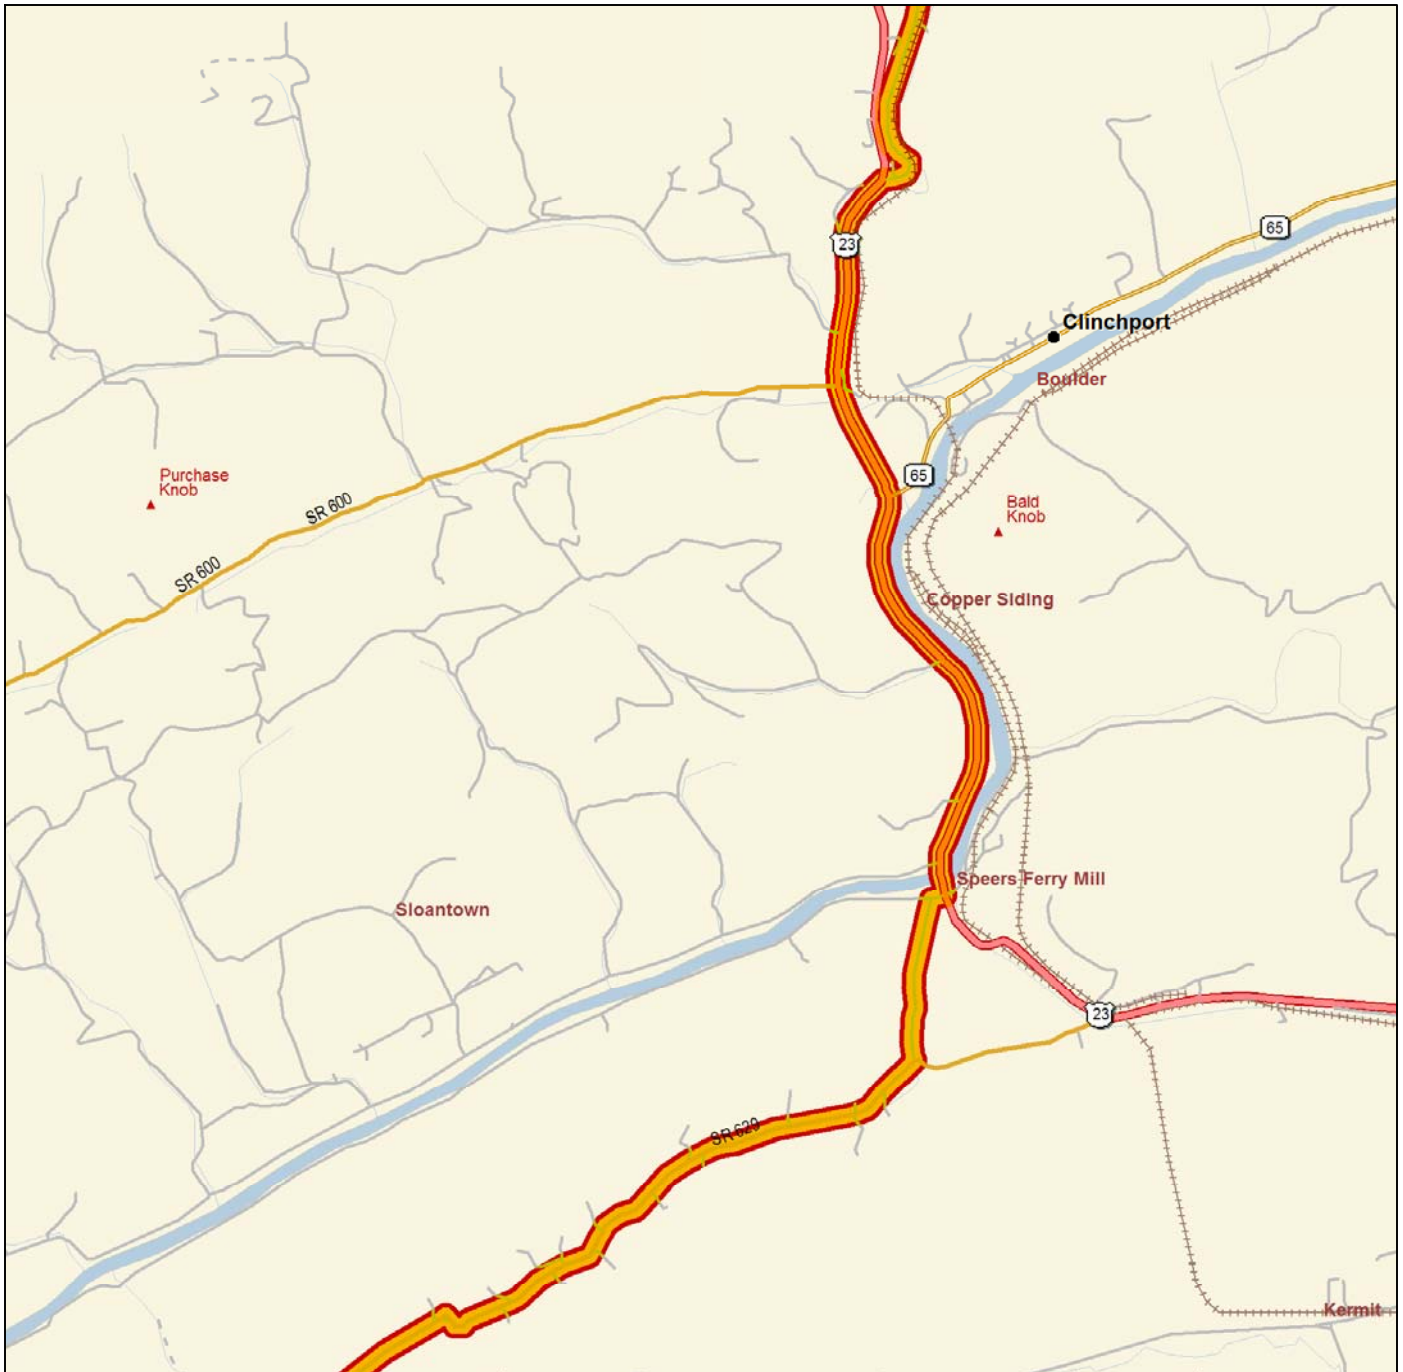 65
23
Clinchport
Boulder
Purchase
Knob
65
SR 600
Bald
Knob
SR 600
Copper Siding
Speers Ferry Mill
Sloantown
23
SR 629
Kermit